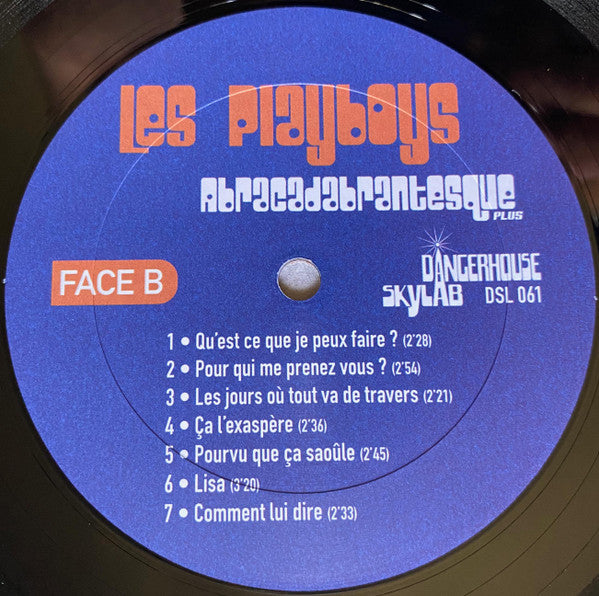 Les Playboys
Abracadabrantesque
PLUS
FACE B
DANGERHOUSE
SKYLAB DSL 061
1 • Qu'est ce que je peux faire ? (2'28)
2 • Pour qui me prenez vous ? (2'54)
3 • Les jours où tout va de travers (2'21)
4 • Ça l'exaspère (2'36)
5 • Pourvu que ça saoûle (2'45)
6 • Lisa (3'20)
7 • Comment lui dire (2'33)